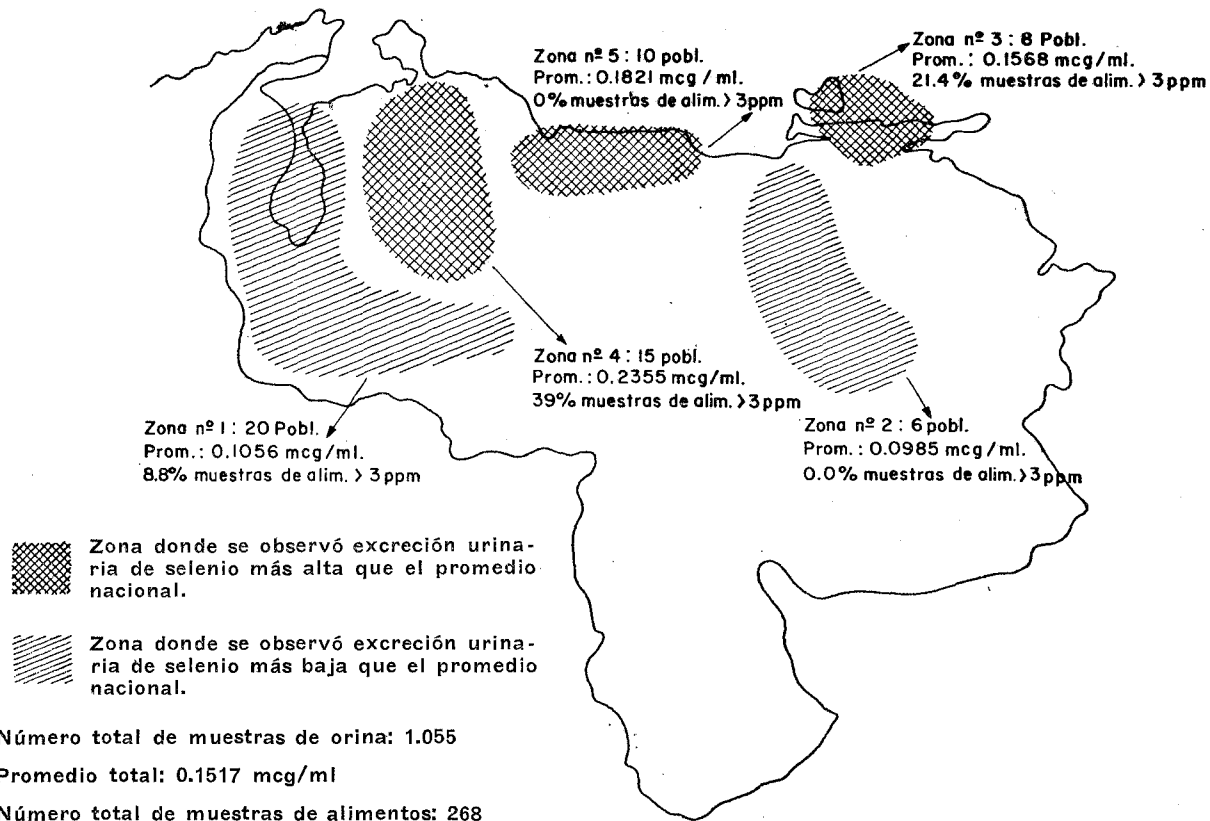 Zona nº 5 : 10 pobl.
Prom.: 0.1821 mcg / ml.
0% muestras de alim. > 3ppm
Zona nº 3 : 8 Pobl.
Prom.: 0.1568 mcg/ml.
21.4% muestras de alim. > 3 ppm
Zona nº 4 : 15 pobl.
Prom.: 0.2355 mcg/ml.
39% muestras de alim. > 3ppm
Zona nº 1 : 20 Pobl.
Prom.: 0.1056 mcg/ml.
8.8% muestras de alim. > 3 ppm
Zona nº 2 : 6 pobl.
Prom.: 0.0985 mcg/ml.
0.0% muestras de alim. > 3ppm
Zona donde se observó excreción urina-
ria de selenio más alta que el promedio
nacional.
Zona donde se observó excreción urina-
ria de selenio más baja que el promedio
nacional.
Número total de muestras de orina: 1.055
Promedio total: 0.1517 mcg/ml
Número total de muestras de alimentos: 268